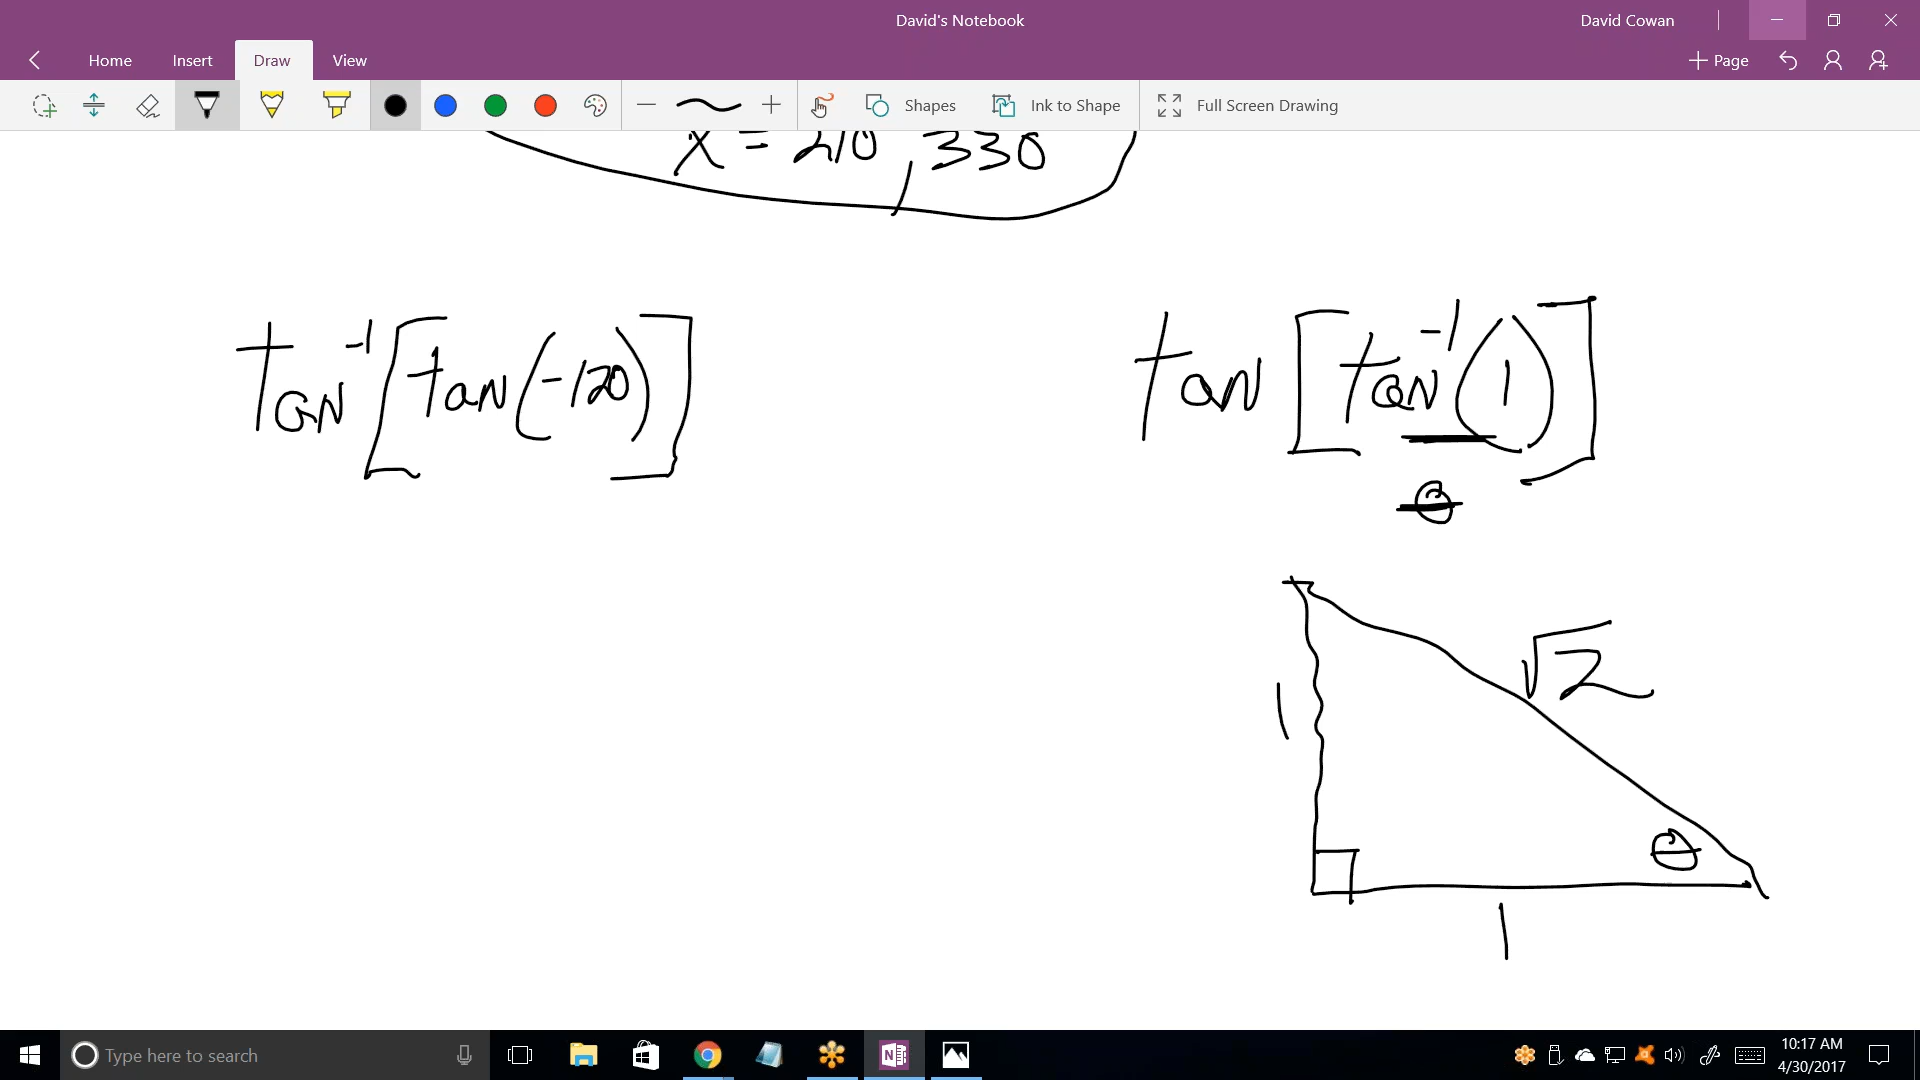 David's Notebook
David Cowan
Home Insert Draw View
Page
Shapes Ink to Shape Full Screen Drawing
x = 210, 330
tan⁻¹[tan(-120)]
tan[tan⁻¹(1)]
θ
√2
1
θ
1
Type here to search
N
10:17 AM
4/30/2017